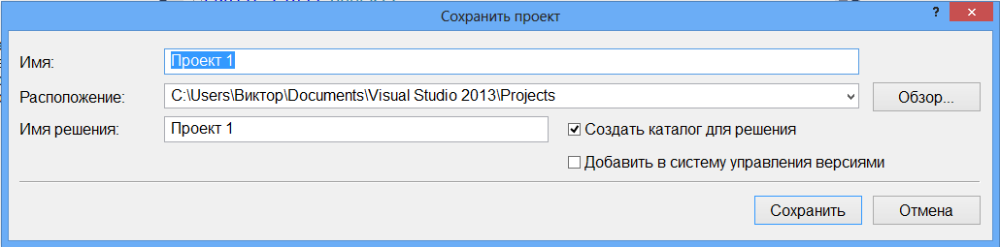 Сохранить проект
?
Имя: Проект 1
Расположение: C:\Users\Виктор\Documents\Visual Studio 2013\Projects Обзор...
Имя решения: Проект 1 Создать каталог для решения
Добавить в систему управления версиями
Сохранить Отмена